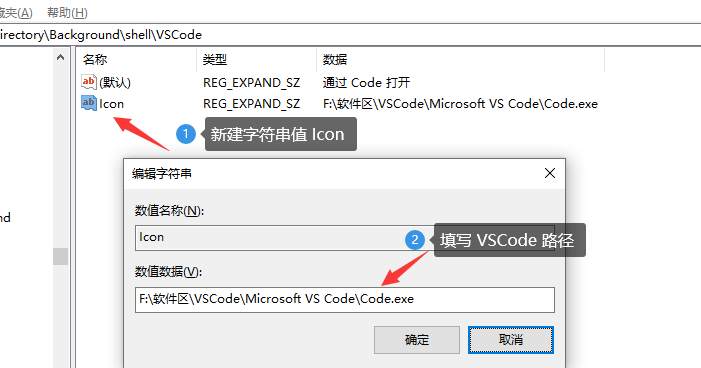 帮助(H)
irectory\Background\shell\VSCode
名称 类型 数据
(默认) REG_EXPAND_SZ 通过 Code 打开
Icon REG_EXPAND_SZ F:\软件区\VSCode\Microsoft VS Code\Code.exe
1 新建字符串值 Icon
编辑字符串
数值名称(N):
Icon
2 填写 VSCode 路径
数值数据(V):
F:\软件区\VSCode\Microsoft VS Code\Code.exe
确定 取消